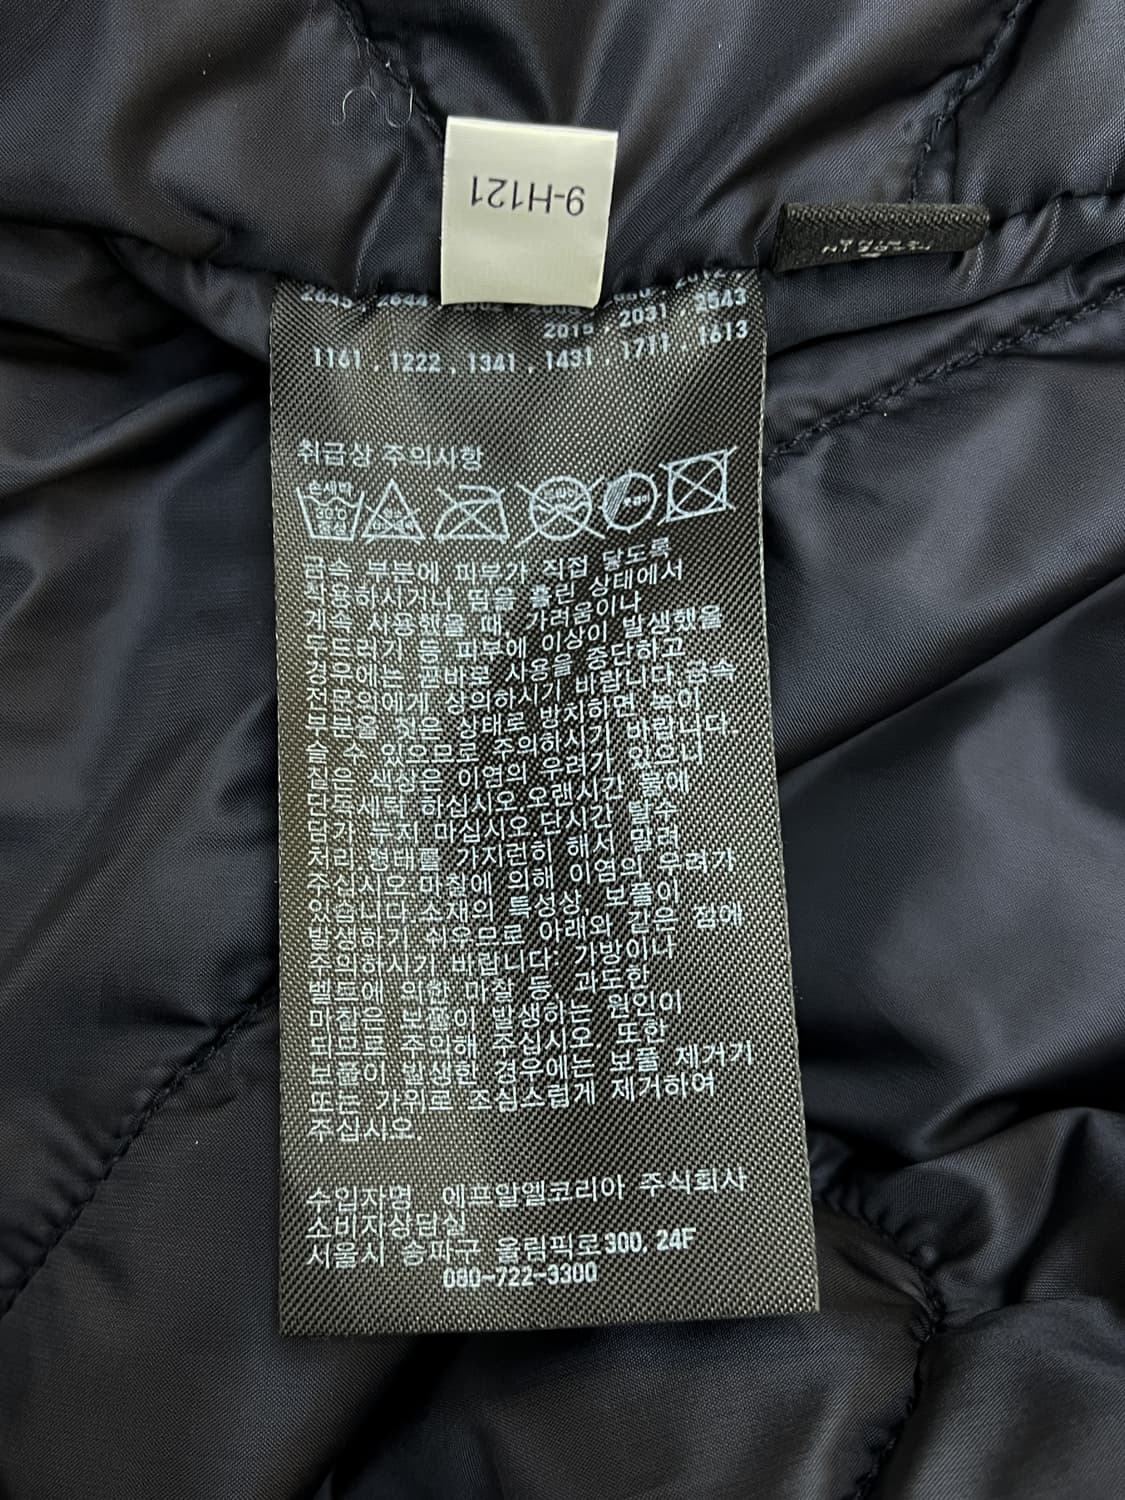 9-H121
2015 , 2031 , 2543
1161 , 1222 , 1341 , 1431 , 1711 , 1613
취급상 주의사항
손세탁
금속 부분에 피부가 직접 닿도록
착용하시거나 땀을 흘린 상태에서
계속 사용했을 때, 가려움이나
두드러기 등 피부에 이상이 발생했을
경우에는 곧바로 사용을 중단하고
전문의에게 상의하시기 바랍니다. 금속
부분을 젖은 상태로 방치하면 녹이
슬 수 있으므로 주의하시기 바랍니다.
짙은 색상은 이염의 우려가 있으니
단독세탁 하십시오. 오랜시간 물에
담가 두지 마십시오. 단시간 탈수
처리. 형태를 가지런히 해서 말려
주십시오. 마찰에 의해 이염의 우려가
있습니다. 소재의 특성상, 보풀이
발생하기 쉬우므로 아래와 같은 점에
주의하시기 바랍니다. 가방이나
벨트에 의한 마찰 등, 과도한
마찰은 보풀이 발생하는 원인이
되므로 주의해 주십시오. 또한
보풀이 발생한 경우에는 보풀 제거기
또는 가위로 조심스럽게 제거하여
주십시오.
수입자명. 에프알엘코리아 주식회사
소비자상담실
서울시 송파구 올림픽로300, 24F
080-722-3300